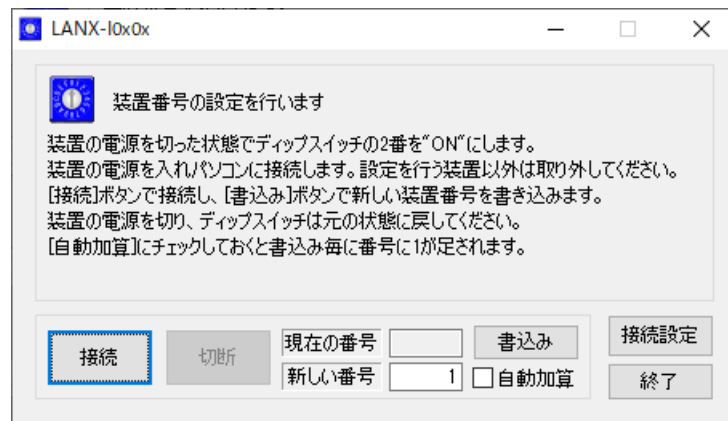 LANX-I0x0x
装置番号の設定を行います
装置の電源を切った状態でディップスイッチの2番を"ON"にします。
装置の電源を入れパソコンに接続します。設定を行う装置以外は取り外してください。
[接続]ボタンで接続し、[書込み]ボタンで新しい装置番号を書き込みます。
装置の電源を切り、ディップスイッチは元の状態に戻してください。
[自動加算]にチェックしておくと書込み毎に番号に1が足されます。
接続
切断
現在の番号
書込み
接続設定
新しい番号
1
自動加算
終了